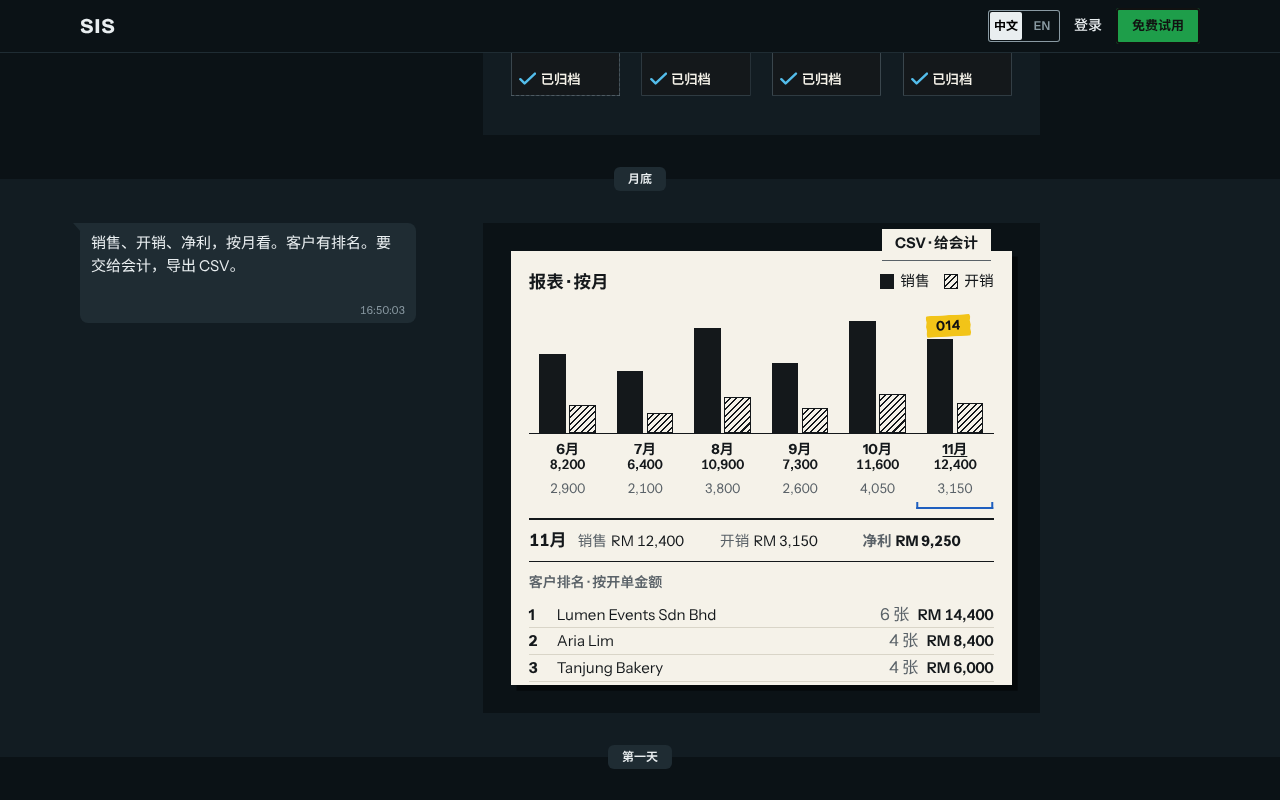 SIS
中文 EN 登录 免费试用
已归档 已归档 已归档 已归档
月底
销售、开销、净利，按月看。客户有排名。要
交给会计，导出 CSV。
16:50:03
CSV·给会计
报表·按月 销售 开销
014
6月 7月 8月 9月 10月 11月
8,200 6,400 10,900 7,300 11,600 12,400
2,900 2,100 3,800 2,600 4,050 3,150
11月 销售 RM 12,400 开销 RM 3,150 净利 RM 9,250
客户排名·按开单金额
1 Lumen Events Sdn Bhd 6 张 RM 14,400
2 Aria Lim 4 张 RM 8,400
3 Tanjung Bakery 4 张 RM 6,000
第一天